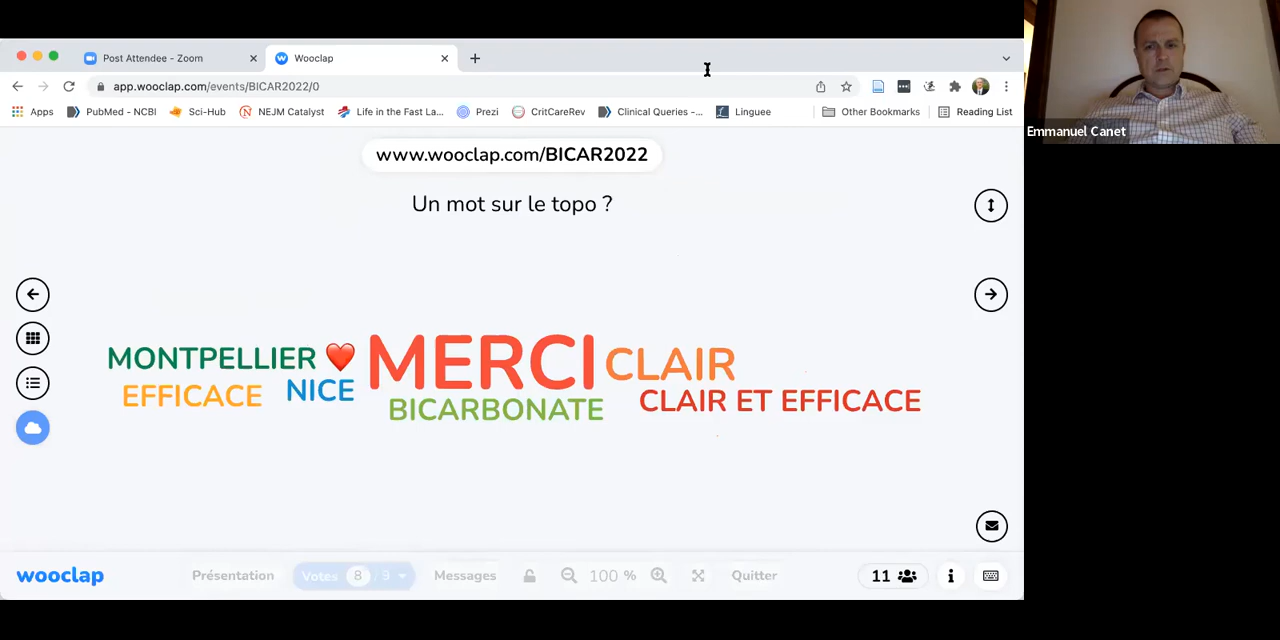 Post Attendee - Zoom
Wooclap
app.wooclap.com/events/BICAR2022/0
Apps
PubMed - NCBI
Sci-Hub
NEJM Catalyst
Life in the Fast La...
Prezi
CritCareRev
Clinical Queries -...
Linguee
Other Bookmarks
Reading List
Emmanuel Canet
www.wooclap.com/BICAR2022
Un mot sur le topo ?
MONTPELLIER ❤️ MERCI CLAIR
EFFICACE NICE BICARBONATE CLAIR ET EFFICACE
wooclap
Présentation
Votes 8 / 9
Messages
100 %
Quitter
11